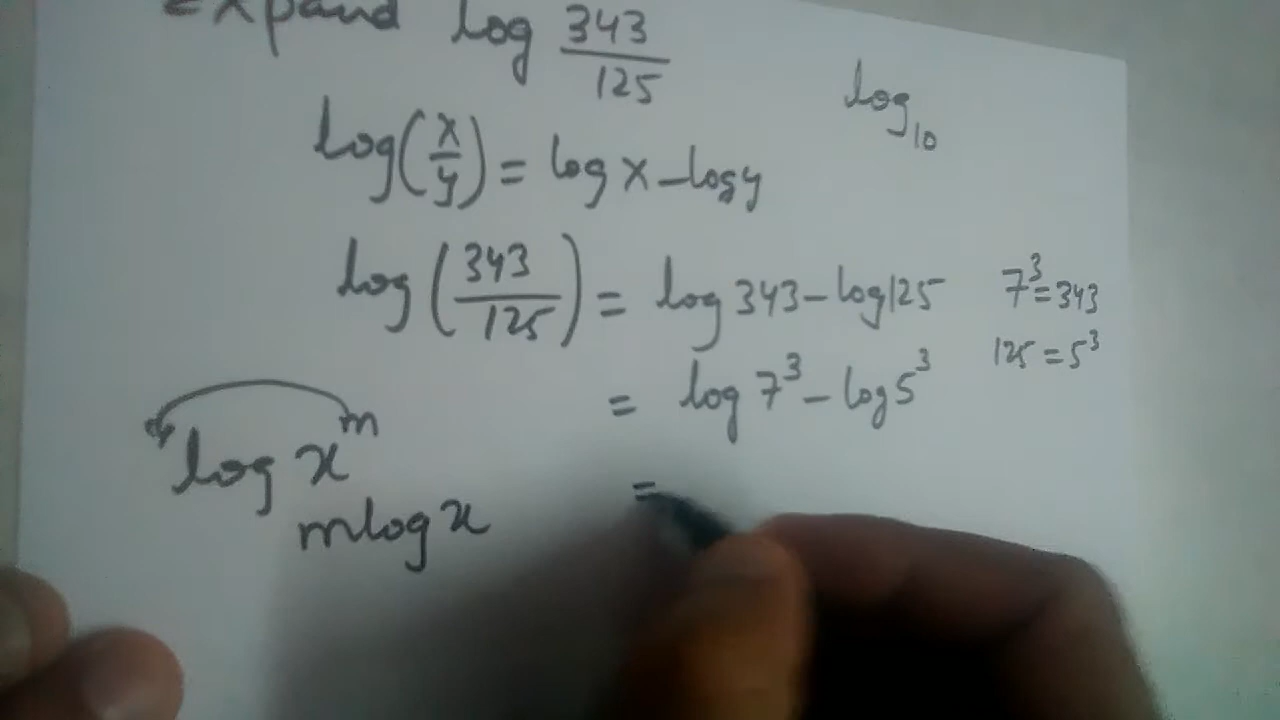 Expand log 343/125
log₁₀
log(x/y) = log x - log y
log(343/125) = log 343 - log 125
7³ = 343
125 = 5³
= log 7³ - log 5³
log xᵐ
m log x
=